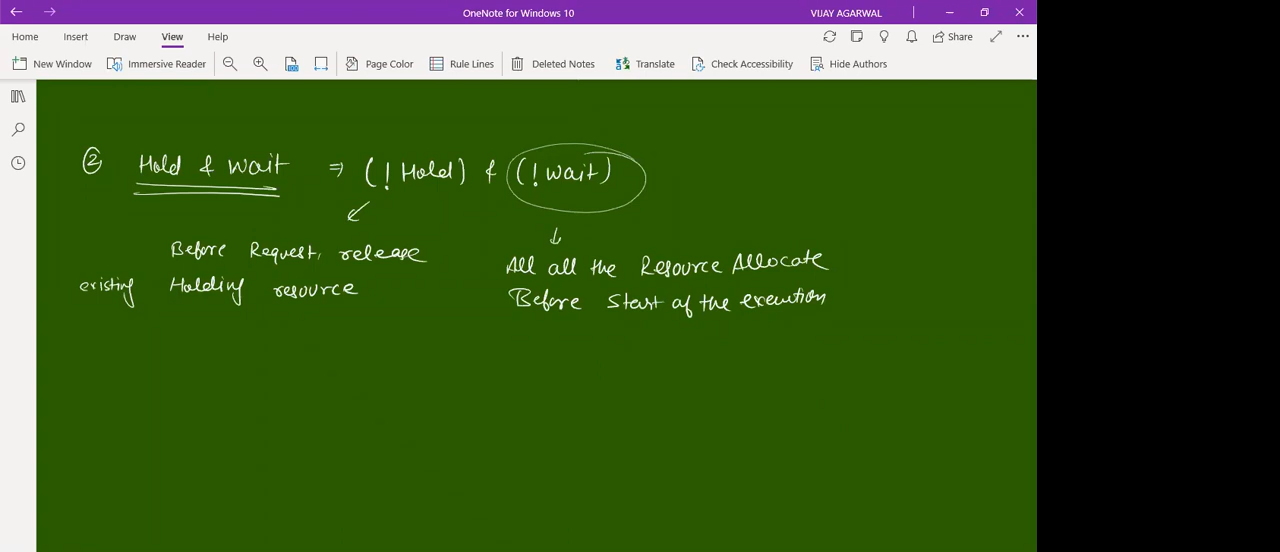 OneNote for Windows 10
VIJAY AGARWAL
Home Insert Draw View Help
Share
New Window Immersive Reader Page Color Rule Lines Deleted Notes Translate Check Accessibility Hide Authors
② Hold & Wait ⇒ (! Hold) & (! Wait)
Before Request, release
existing Holding resource
All all the Resource Allocate
Before Start of the execution